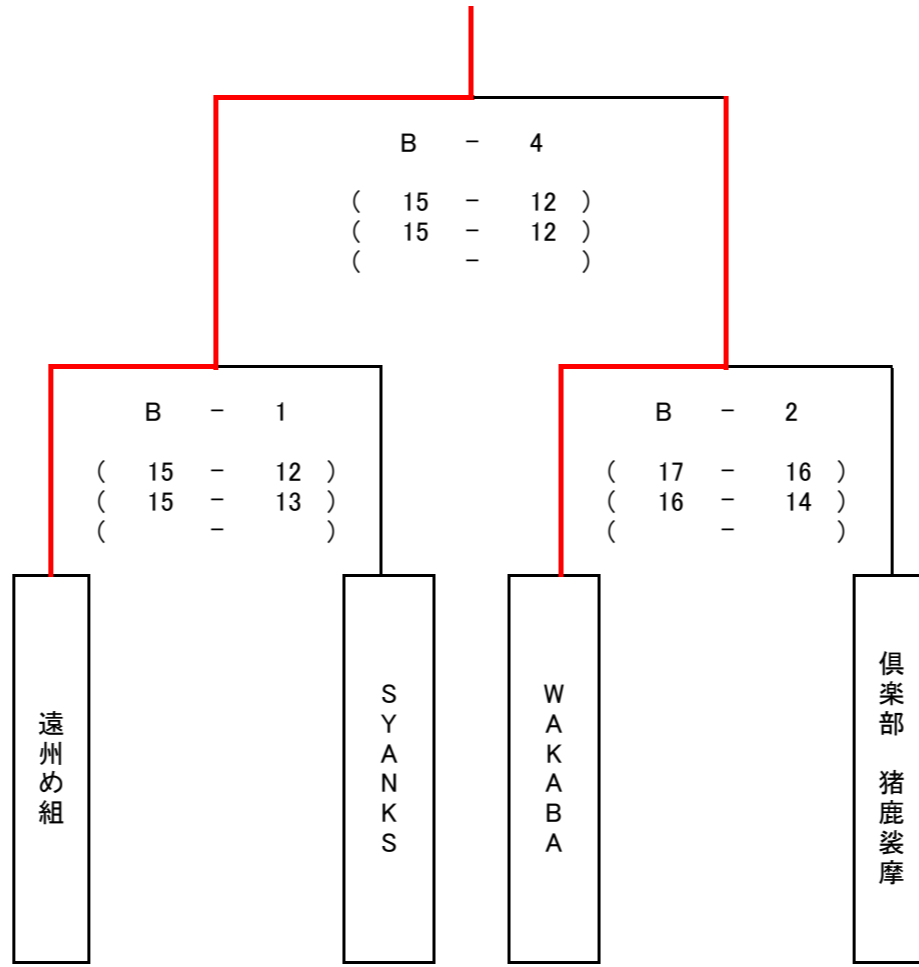 B - 4
( 15 - 12 )
( 15 - 12 )
( - )
B - 1
( 15 - 12 )
( 15 - 13 )
( - )
B - 2
( 17 - 16 )
( 16 - 14 )
( - )
遠州め組
SYANKS
WAKABA
倶楽部 猪鹿裟摩